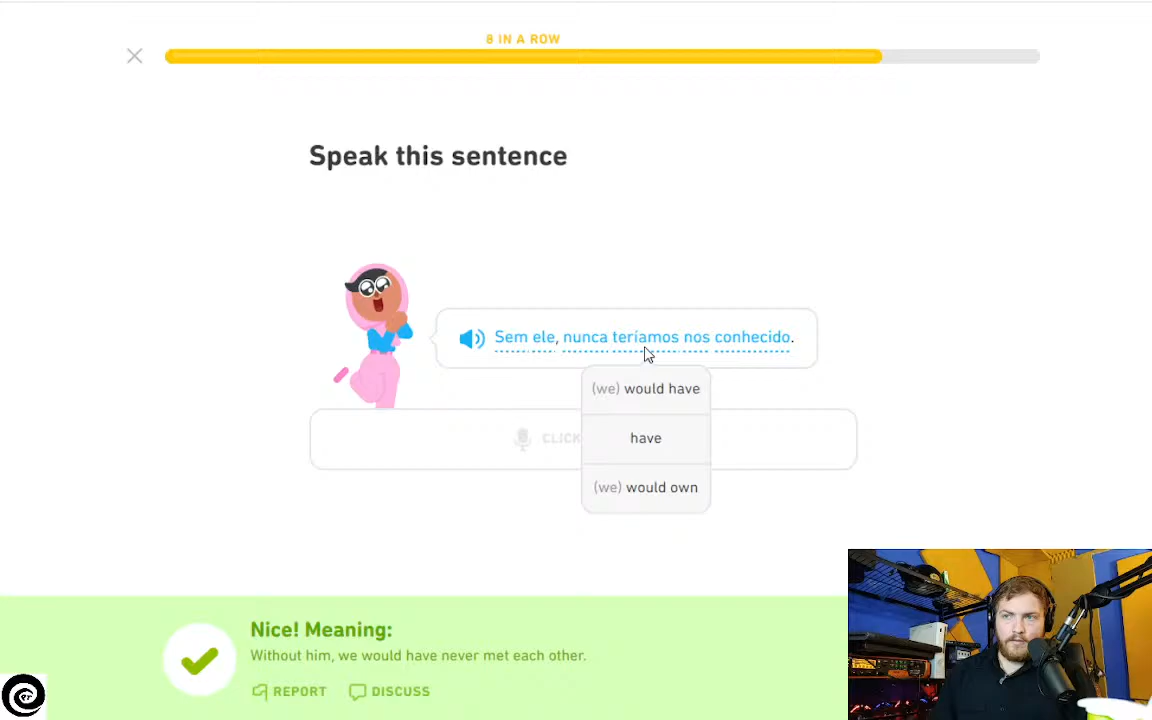 8 IN A ROW
Speak this sentence
Sem ele, nunca teríamos nos conhecido.
(we) would have
CLICK
have
(we) would own
Nice! Meaning:
Without him, we would have never met each other.
REPORT DISCUSS